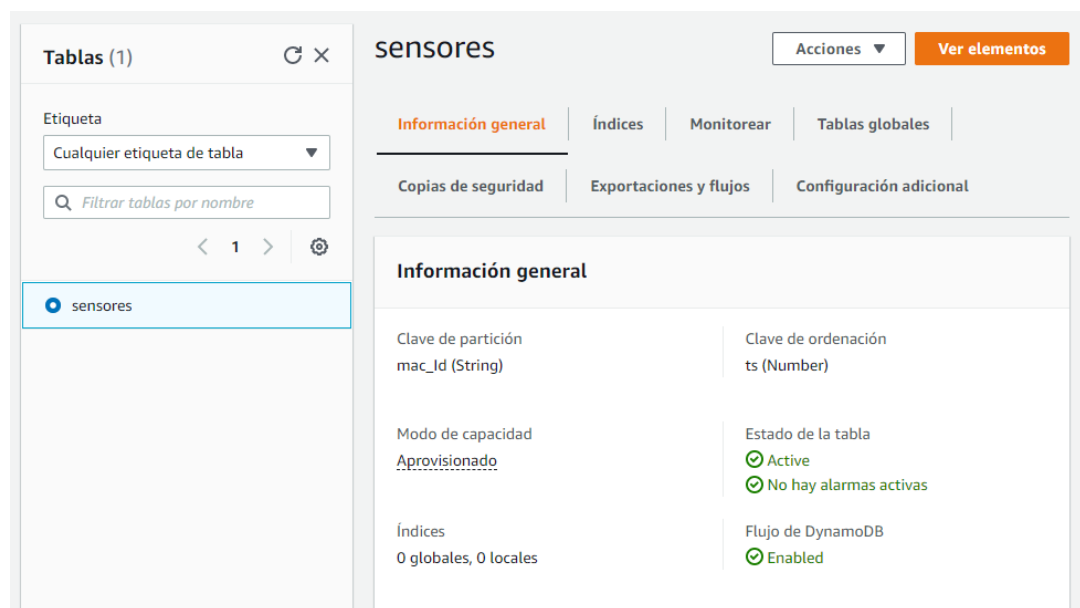 Tablas (1)
Etiqueta
Cualquier etiqueta de tabla
Filtrar tablas por nombre
1
sensores
sensores
Acciones
Ver elementos
Información general
Índices
Monitorear
Tablas globales
Copias de seguridad
Exportaciones y flujos
Configuración adicional
Información general
Clave de partición
mac_Id (String)
Clave de ordenación
ts (Number)
Modo de capacidad
Aprovisionado
Estado de la tabla
Active
No hay alarmas activas
Índices
0 globales, 0 locales
Flujo de DynamoDB
Enabled